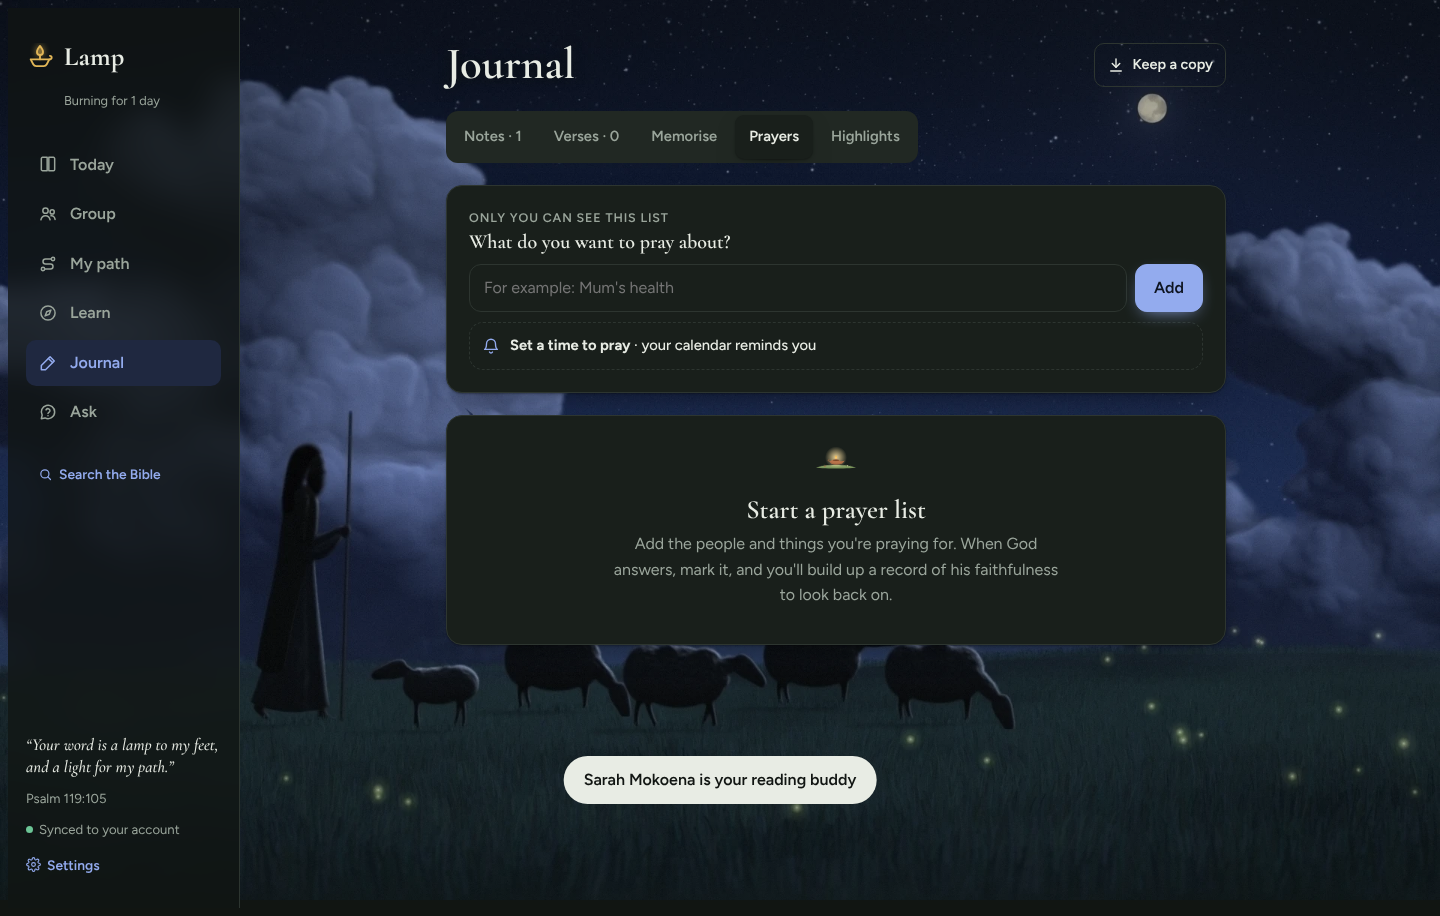 Lamp
Burning for 1 day
Today
Group
My path
Learn
Journal
Ask
Search the Bible
“Your word is a lamp to my feet,
and a light for my path.”
Psalm 119:105
Synced to your account
Settings
Journal
Keep a copy
Notes · 1
Verses · 0
Memorise
Prayers
Highlights
ONLY YOU CAN SEE THIS LIST
What do you want to pray about?
For example: Mum's health
Add
Set a time to pray · your calendar reminds you
Start a prayer list
Add the people and things you're praying for. When God
answers, mark it, and you'll build up a record of his faithfulness
to look back on.
Sarah Mokoena is your reading buddy